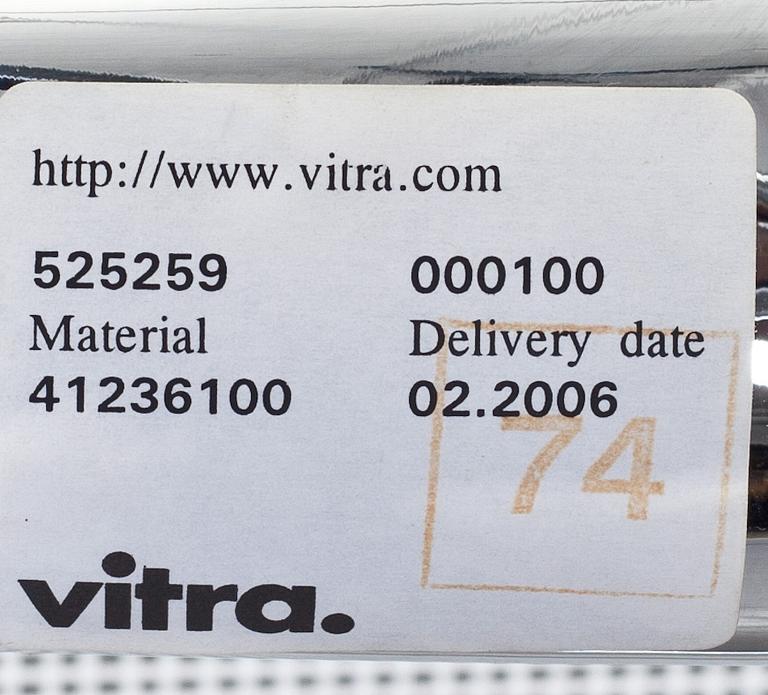 http://www.vitra.com
525259 000100
Material Delivery date
41236100 02.2006
74
vitra.